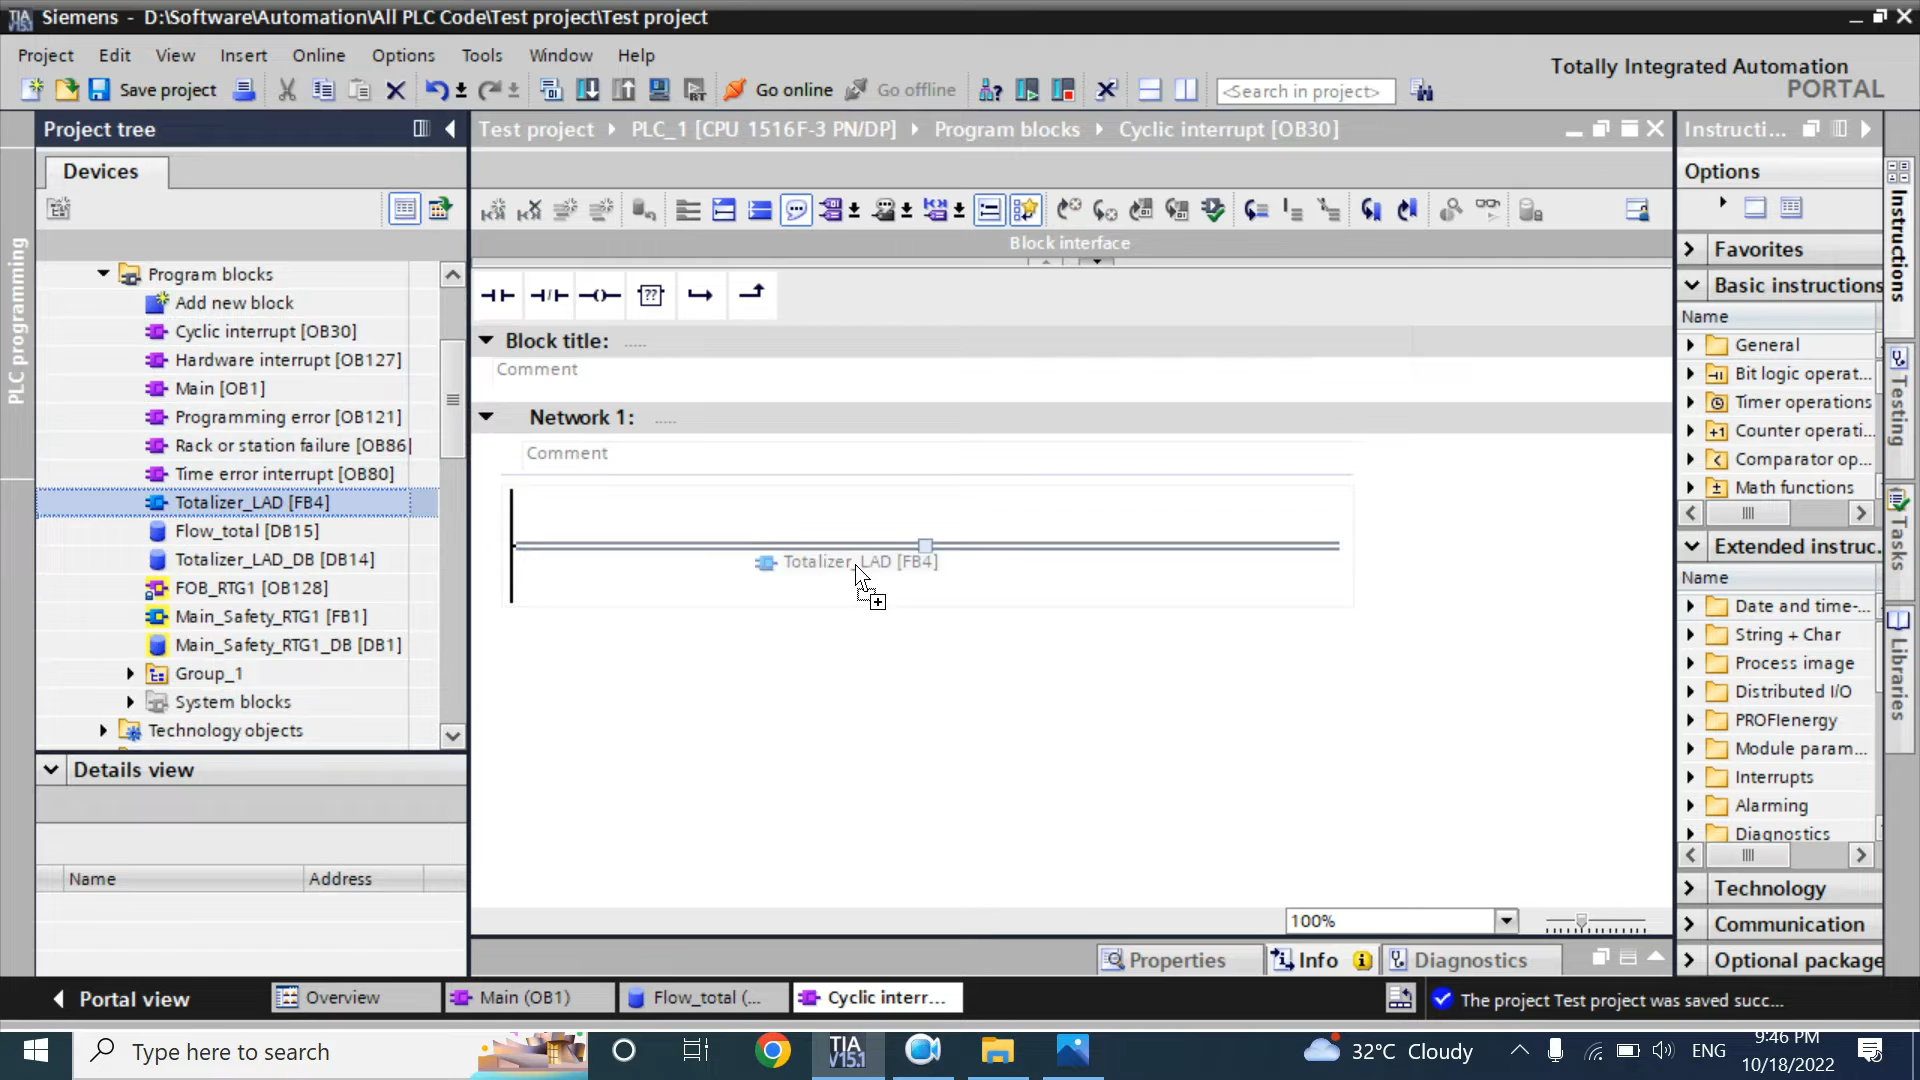 TIA V15.1 Siemens - D:\Software\Automation\All PLC Code\Test project\Test project
Project Edit View Insert Online Options Tools Window Help
Totally Integrated Automation
PORTAL
Save project Go online Go offline <Search in project>
Project tree
Test project PLC_1 [CPU 1516F-3 PN/DP] Program blocks Cyclic interrupt [OB30]
Instructi...
Devices
Options
Block interface
PLC programming
Program blocks
Add new block
Cyclic interrupt [OB30]
Hardware interrupt [OB127]
Main [OB1]
Programming error [OB121]
Rack or station failure [OB86]
Time error interrupt [OB80]
Totalizer_LAD [FB4]
Flow_total [DB15]
Totalizer_LAD_DB [DB14]
FOB_RTG1 [OB128]
Main_Safety_RTG1 [FB1]
Main_Safety_RTG1_DB [DB1]
Group_1
System blocks
Technology objects
Details view
Name Address
??
Block title: .....
Comment
Network 1: .....
Comment
Totalizer_LAD [FB4]
100%
Properties Info Diagnostics
Favorites
Basic instructions
Name
General
Bit logic operat...
Timer operations
Counter operati...
Comparator op...
Math functions
Extended instruc.
Name
Date and time-...
String + Char
Process image
Distributed I/O
PROFIenergy
Module param...
Interrupts
Alarming
Diagnostics
Technology
Communication
Optional package
Instructions
Testing
Tasks
Libraries
Portal view Overview Main (OB1) Flow_total (... Cyclic interr...
The project Test project was saved succ...
Type here to search
TIA V15.1
32°C Cloudy
ENG
9:46 PM
10/18/2022